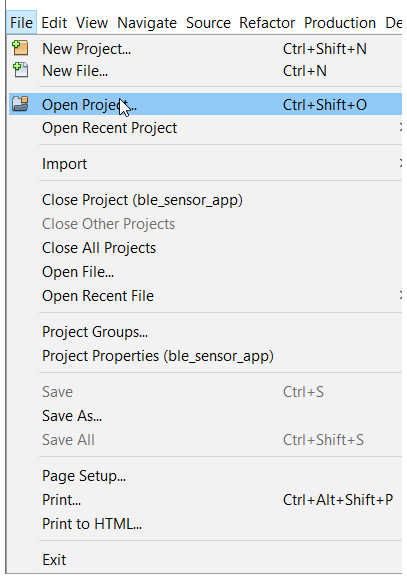 File Edit View Navigate Source Refactor Production De
New Project... Ctrl+Shift+N
New File... Ctrl+N
Open Project... Ctrl+Shift+O
Open Recent Project
Import
Close Project (ble_sensor_app)
Close Other Projects
Close All Projects
Open File...
Open Recent File
Project Groups...
Project Properties (ble_sensor_app)
Save Ctrl+S
Save As...
Save All Ctrl+Shift+S
Page Setup...
Print... Ctrl+Alt+Shift+P
Print to HTML...
Exit